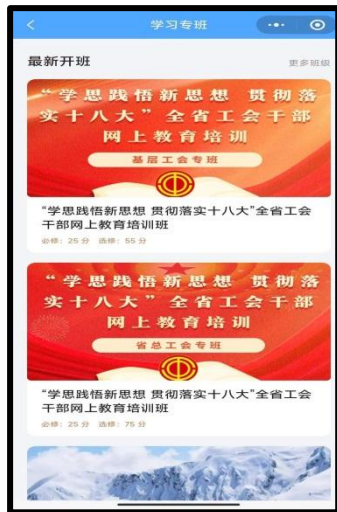 学习专班
最新开班
更多班级
“学思践悟新思想 贯彻落
实十八大”全省工会干部
网上教育培训
基层工会专班
“学思践悟新思想 贯彻落实十八大”全省工会
干部网上教育培训班
必修：25 分 选修：55 分
“学思践悟新思想 贯彻落
实十八大”全省工会干部
网上教育培训
省总工会专班
“学思践悟新思想 贯彻落实十八大”全省工会
干部网上教育培训班
必修：25 分 选修：75 分